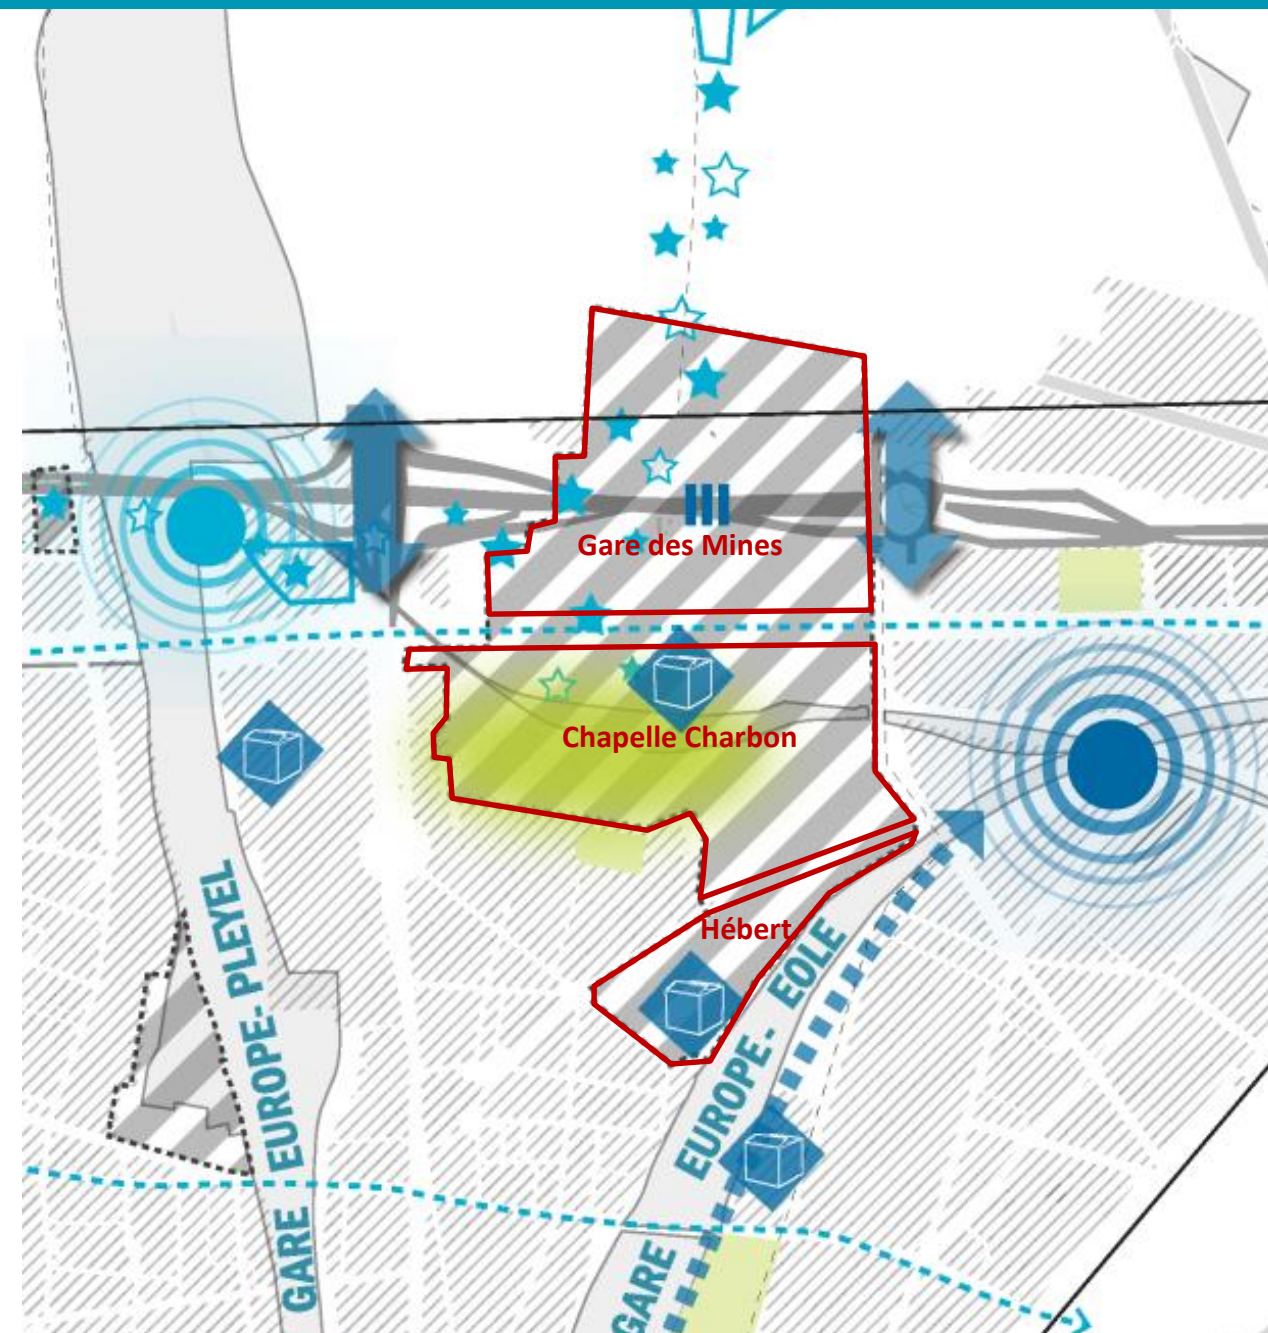 Gare des Mines
Chapelle Charbon
Hébert
GARE EUROPE- PLEYEL
GARE EUROPE- EOLE